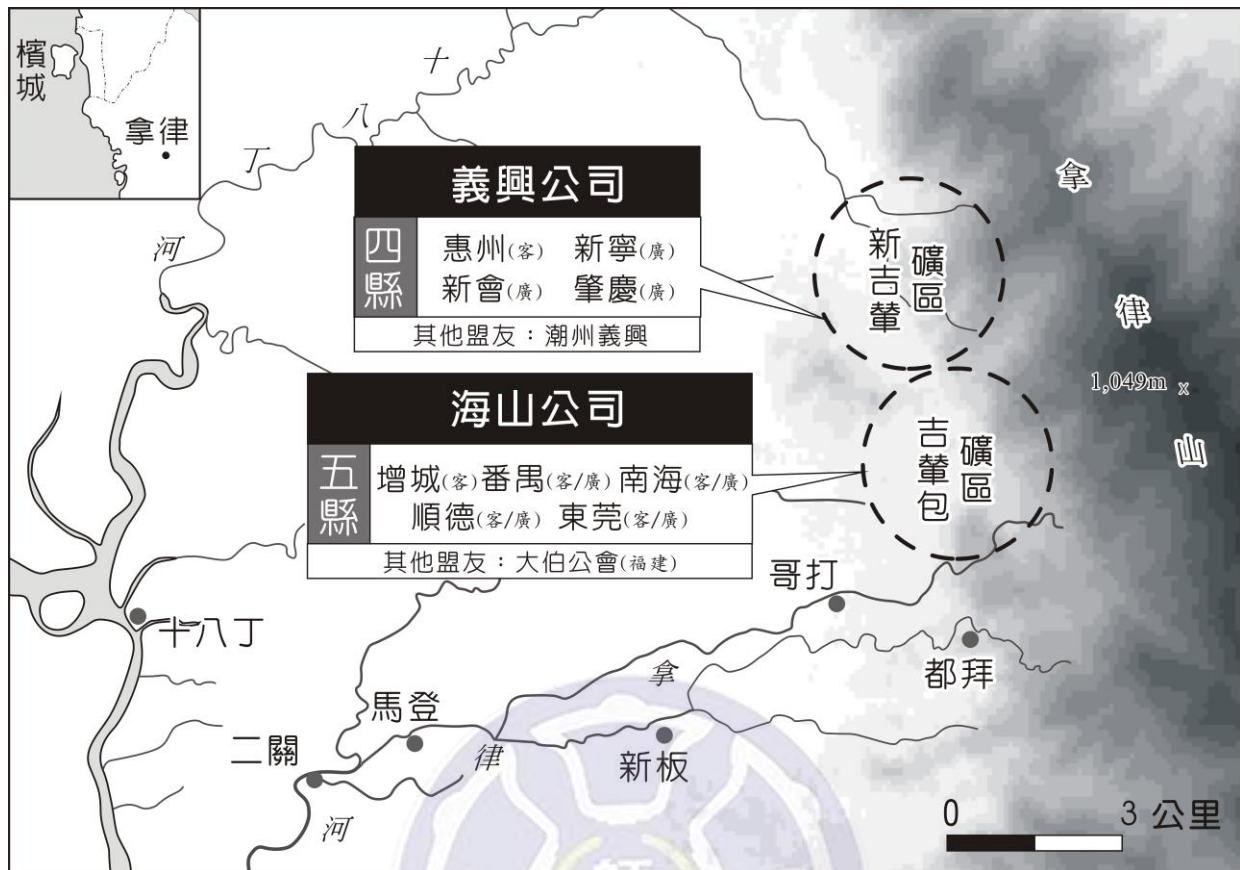 檳城
拿律
十八丁河
義興公司
四縣
惠州(客) 新寧(廣)
新會(廣) 肇慶(廣)
其他盟友：潮州義興
海山公司
五縣
增城(客)番禺(客/廣)南海(客/廣)
順德(客/廣) 東莞(客/廣)
其他盟友：大伯公會(福建)
新吉輦
礦區
吉輦包
礦區
拿律山
1,049m x
哥打
都拜
十八丁
馬登
二關
新板
拿律河
0 3 公里
師